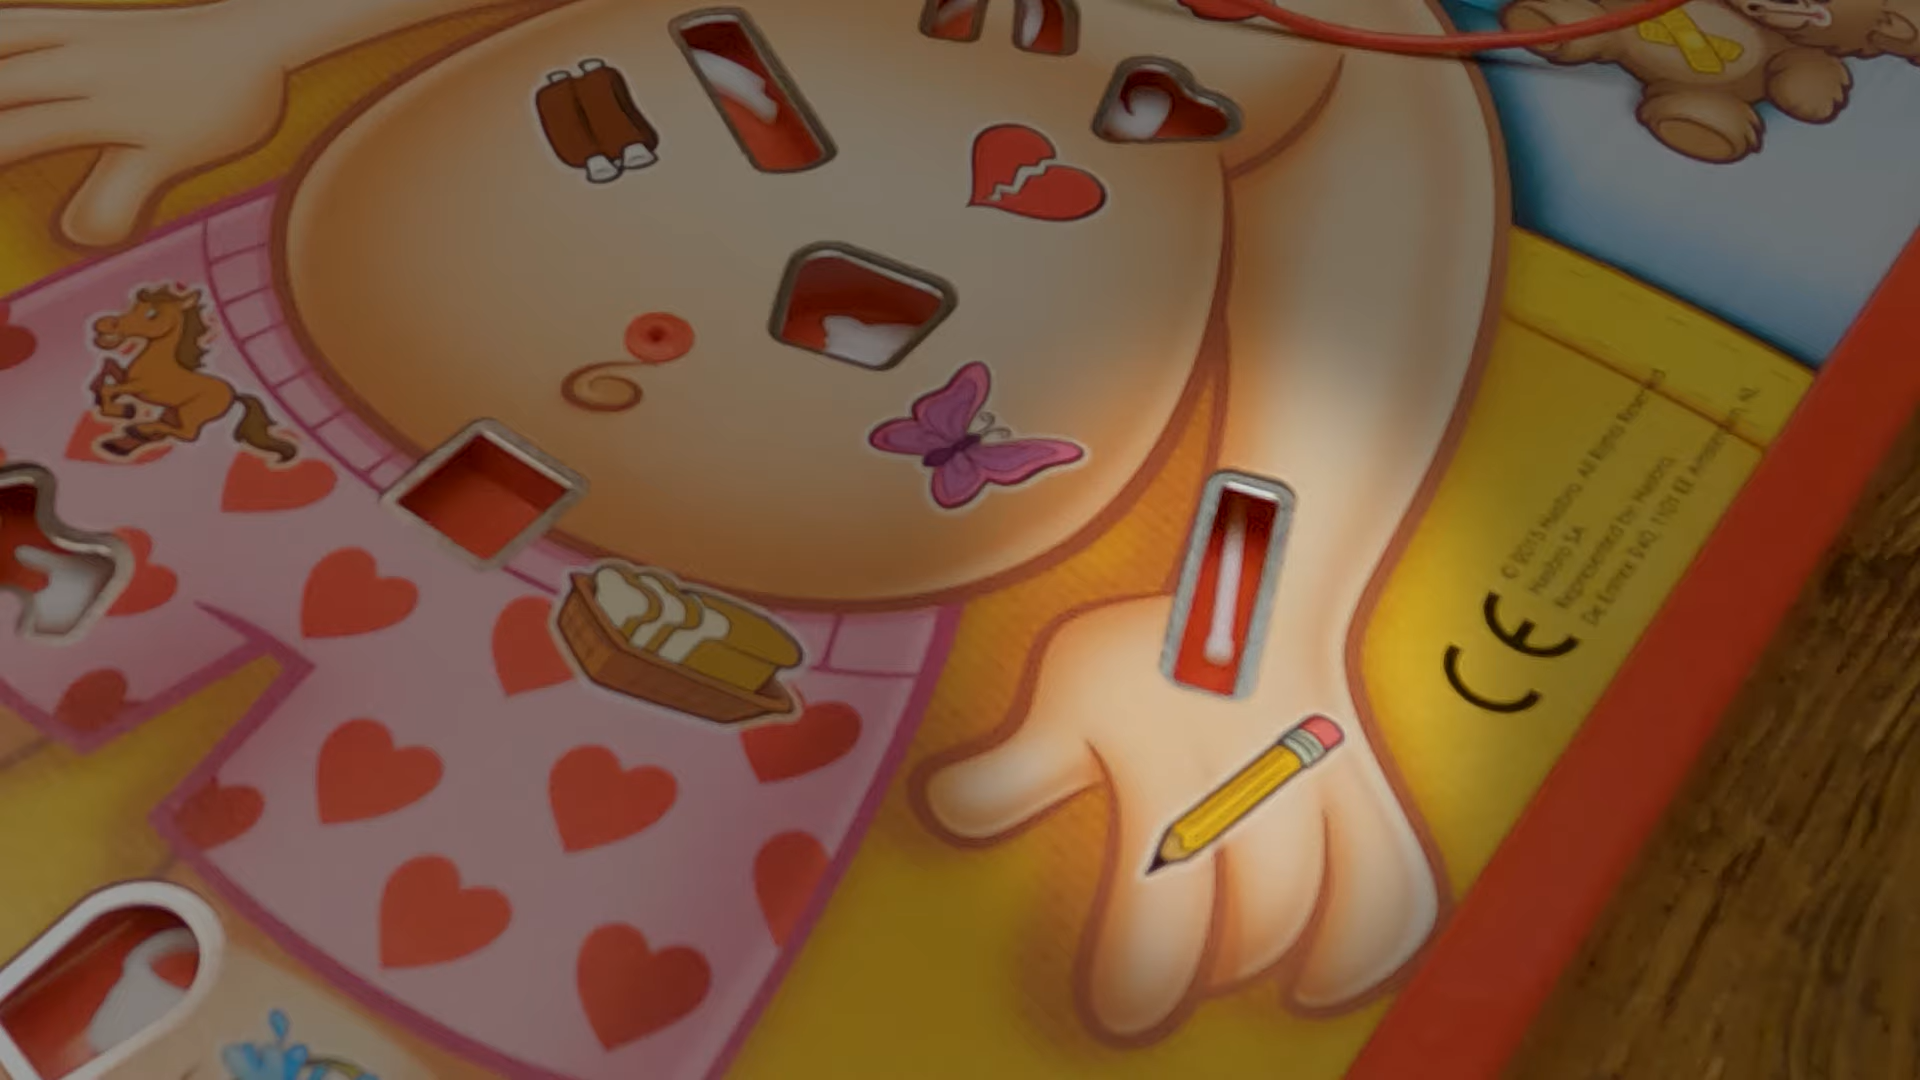 © 2015 Hasbro. All Rights Reserved
Hasbro SA
Represented by Hasbro,
De Entree 240, 1101 EE Amsterdam, NL
CE